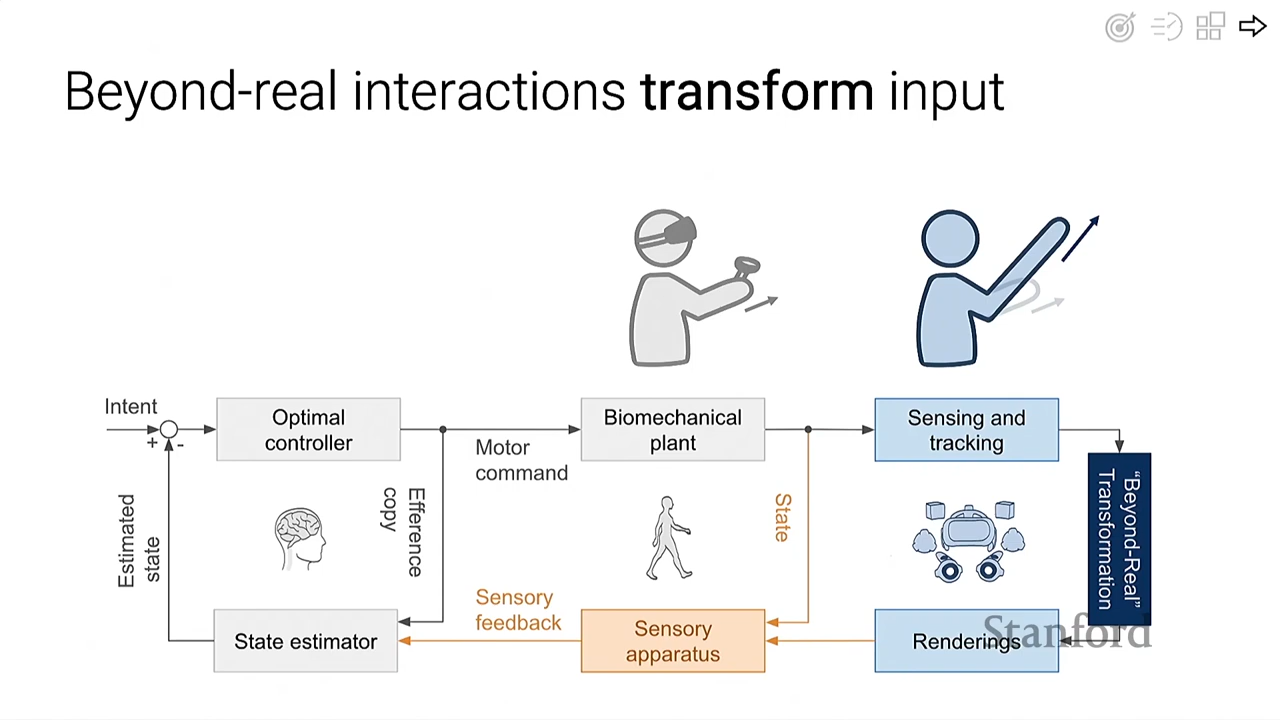 Beyond-real interactions transform input
Intent
+
-
Optimal
controller
Motor
command
Biomechanical
plant
Sensing and
tracking
"Beyond-Real"
Transformation
Estimated
state
Efference
copy
State
Sensory
feedback
State estimator
Sensory
apparatus
Renderings
Stanford